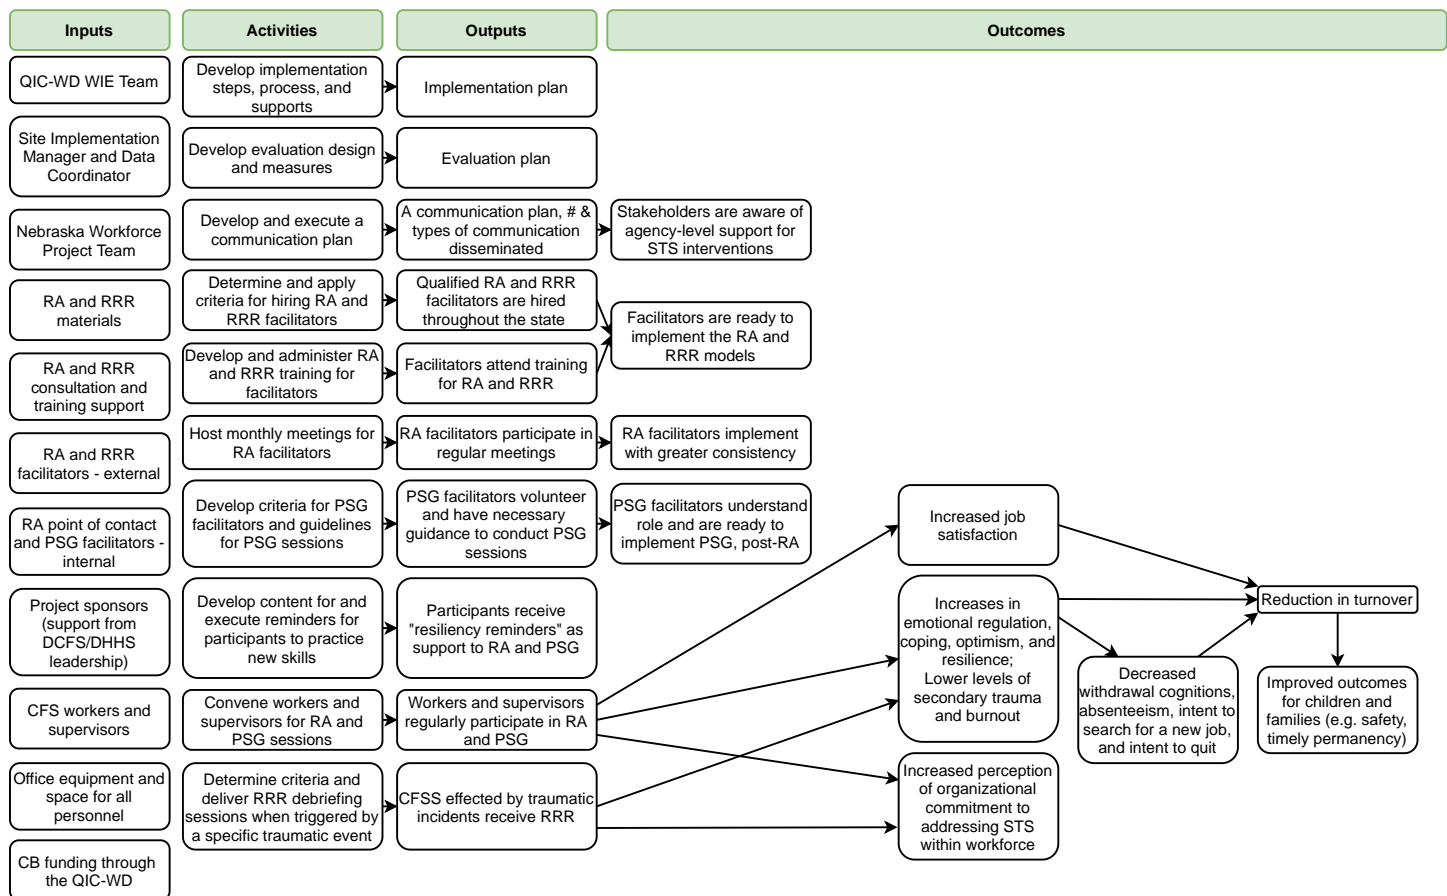 Inputs
Activities
Outputs
Outcomes
QIC-WD WIE Team
Site Implementation
Manager and Data
Coordinator
Nebraska Workforce
Project Team
RA and RRR
materials
RA and RRR
consultation and
training support
RA and RRR
facilitators - external
RA point of contact
and PSG facilitators -
internal
Project sponsors
(support from
DCFS/DHHS
leadership)
CFS workers and
supervisors
Office equipment and
space for all
personnel
CB funding through
the QIC-WD
Develop implementation
steps, process, and
supports
Develop evaluation design
and measures
Develop and execute a
communication plan
Determine and apply
criteria for hiring RA and
RRR facilitators
Develop and administer RA
and RRR training for
facilitators
Host monthly meetings for
RA facilitators
Develop criteria for PSG
facilitators and guidelines
for PSG sessions
Develop content for and
execute reminders for
participants to practice
new skills
Convene workers and
supervisors for RA and
PSG sessions
Determine criteria and
deliver RRR debriefing
sessions when triggered by
a specific traumatic event
Implementation plan
Evaluation plan
A communication plan, # &
types of communication
disseminated
Qualified RA and RRR
facilitators are hired
throughout the state
Facilitators attend training
for RA and RRR
RA facilitators participate in
regular meetings
PSG facilitators volunteer
and have necessary
guidance to conduct PSG
sessions
Participants receive
"resiliency reminders" as
support to RA and PSG
Workers and supervisors
regularly participate in RA
and PSG
CFSS effected by traumatic
incidents receive RRR
Stakeholders are aware of
agency-level support for
STS interventions
Facilitators are ready to
implement the RA and
RRR models
RA facilitators implement
with greater consistency
PSG facilitators understand
role and are ready to
implement PSG, post-RA
Increased job
satisfaction
Increases in
emotional regulation,
coping, optimism, and
resilience;
Lower levels of
secondary trauma
and burnout
Increased perception
of organizational
commitment to
addressing STS
within workforce
Decreased
withdrawal cognitions,
absenteeism, intent to
search for a new job,
and intent to quit
Reduction in turnover
Improved outcomes
for children and
families (e.g. safety,
timely permanency)